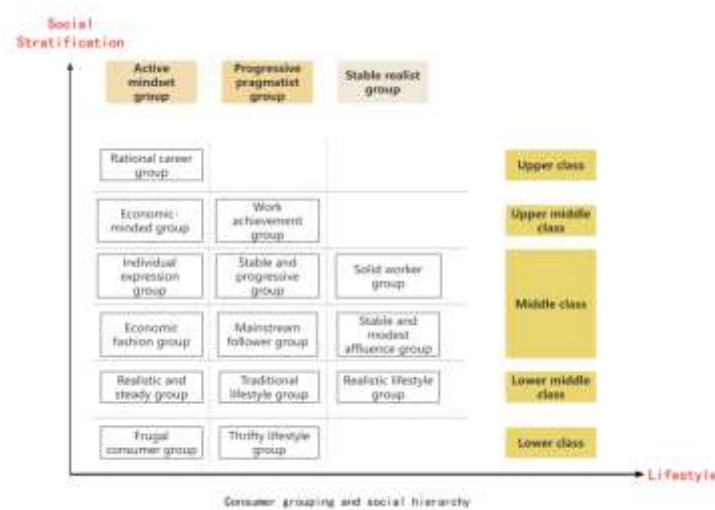 Social
Stratification
Active
mindset
group
Progressive
pragmatist
group
Stable realist
group
Rational career
group
Upper class
Economic-
minded group
Work
achievement
group
Upper middle
class
Individual
expression
group
Stable and
progressive
group
Solid worker
group
Middle class
Economic
fashion group
Mainstream
follower group
Stable and
modest
affluence group
Realistic and
steady group
Traditional
lifestyle group
Realistic lifestyle
group
Lower middle
class
Frugal
consumer group
Thrifty lifestyle
group
Lower class
Lifestyle
Consumer grouping and social hierarchy